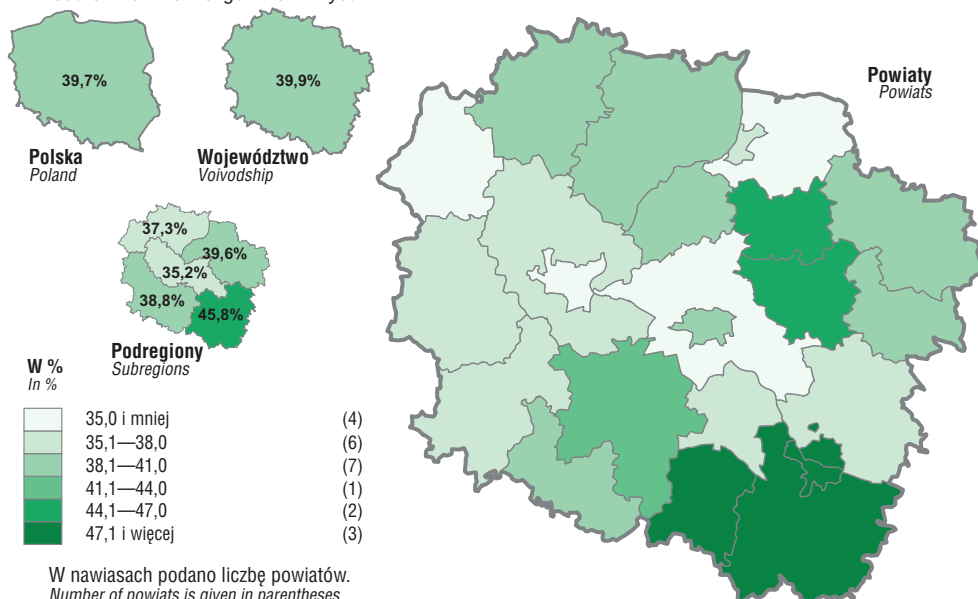 39,7%
39,9%
Powiaty
Powiats
Polska
Poland
Województwo
Voivodship
37,3%
39,6%
35,2%
38,8%
45,8%
Podregiony
Subregions
W %
In %
35,0 i mniej (4)
35,1—38,0 (6)
38,1—41,0 (7)
41,1—44,0 (1)
44,1—47,0 (2)
47,1 i więcej (3)
W nawiasach podano liczbę powiatów.
Number of powiats is given in parentheses